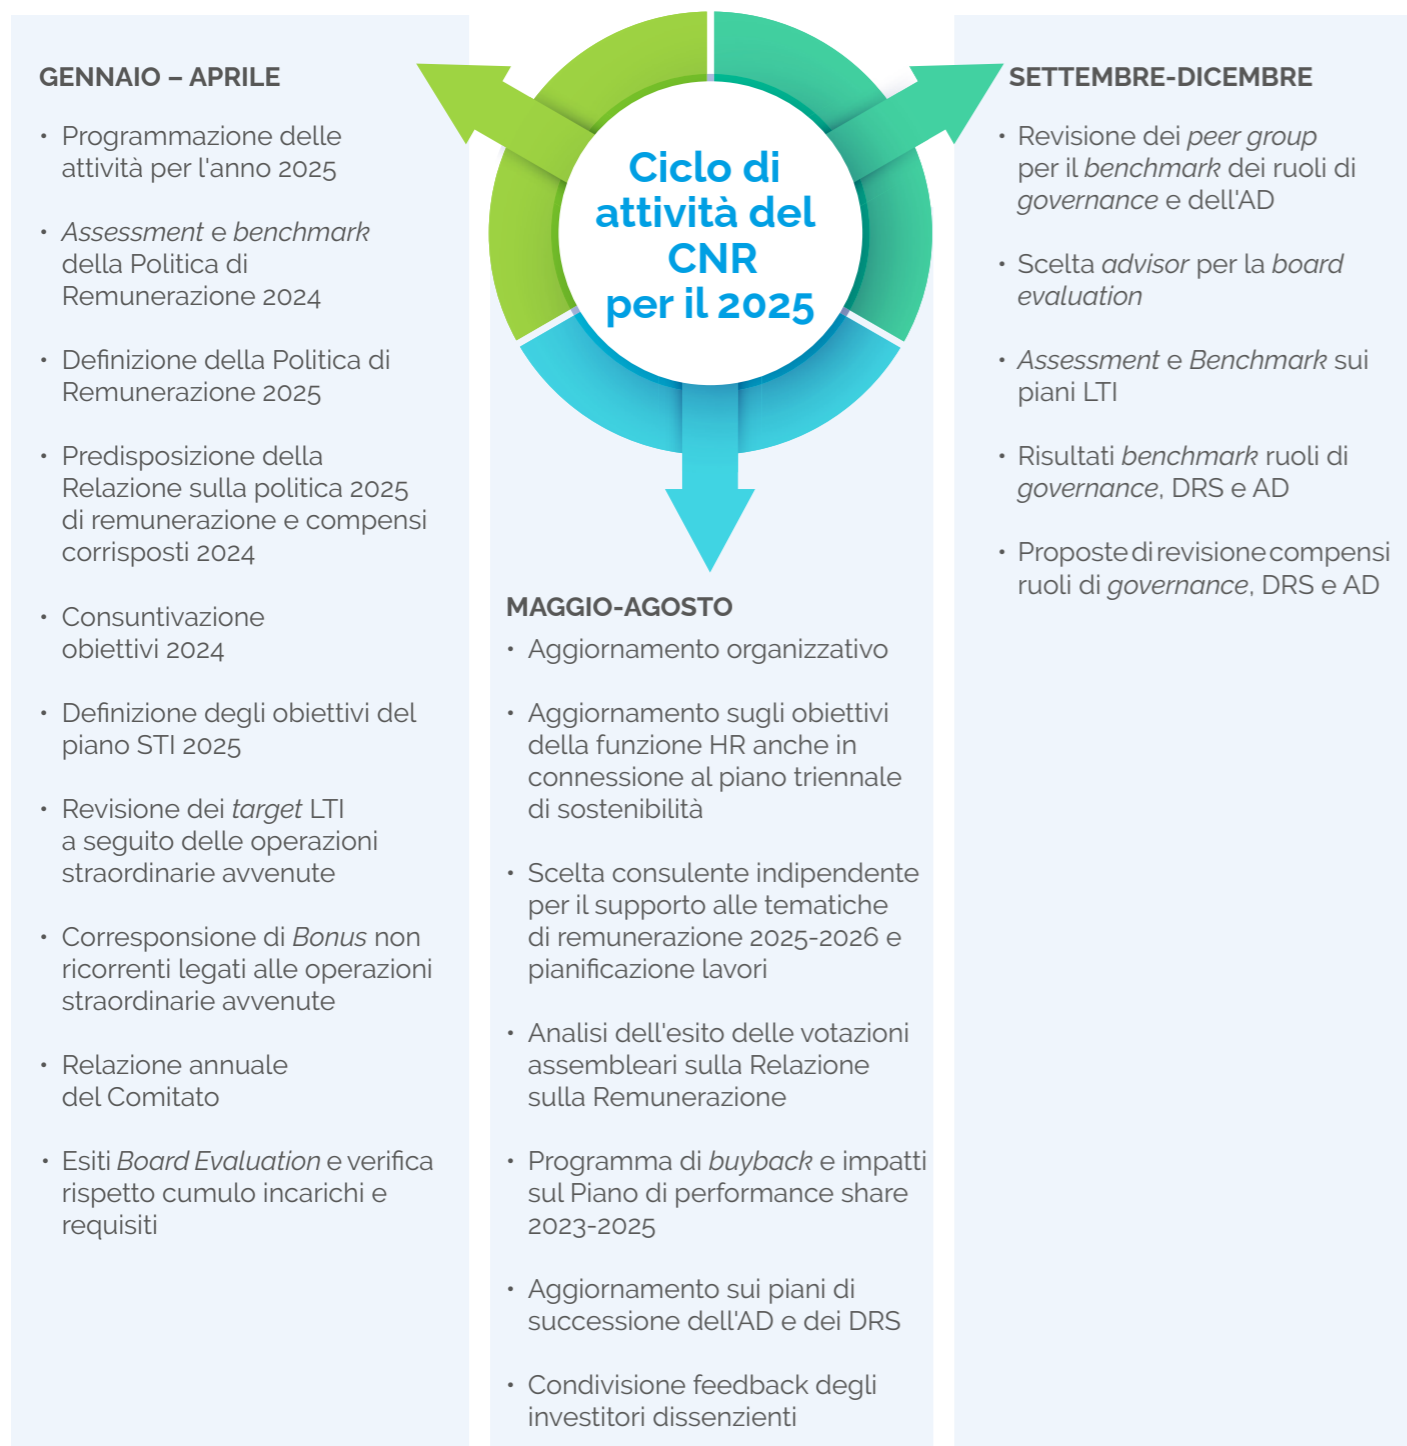 GENNAIO – APRILE
• Programmazione delle
attività per l'anno 2025
• Assessment e benchmark
della Politica di
Remunerazione 2024
• Definizione della Politica di
Remunerazione 2025
• Predisposizione della
Relazione sulla politica 2025
di remunerazione e compensi
corrisposti 2024
• Consuntivazione
obiettivi 2024
• Definizione degli obiettivi del
piano STI 2025
• Revisione dei target LTI
a seguito delle operazioni
straordinarie avvenute
• Corresponsione di Bonus non
ricorrenti legati alle operazioni
straordinarie avvenute
• Relazione annuale
del Comitato
• Esiti Board Evaluation e verifica
rispetto cumulo incarichi e
requisiti
Ciclo di
attività del
CNR
per il 2025
MAGGIO-AGOSTO
• Aggiornamento organizzativo
• Aggiornamento sugli obiettivi
della funzione HR anche in
connessione al piano triennale
di sostenibilità
• Scelta consulente indipendente
per il supporto alle tematiche
di remunerazione 2025-2026 e
pianificazione lavori
• Analisi dell'esito delle votazioni
assembleari sulla Relazione
sulla Remunerazione
• Programma di buyback e impatti
sul Piano di performance share
2023-2025
• Aggiornamento sui piani di
successione dell'AD e dei DRS
• Condivisione feedback degli
investitori dissenzienti
SETTEMBRE-DICEMBRE
• Revisione dei peer group
per il benchmark dei ruoli di
governance e dell'AD
• Scelta advisor per la board
evaluation
• Assessment e Benchmark sui
piani LTI
• Risultati benchmark ruoli di
governance, DRS e AD
• Proposte di revisione compensi
ruoli di governance, DRS e AD